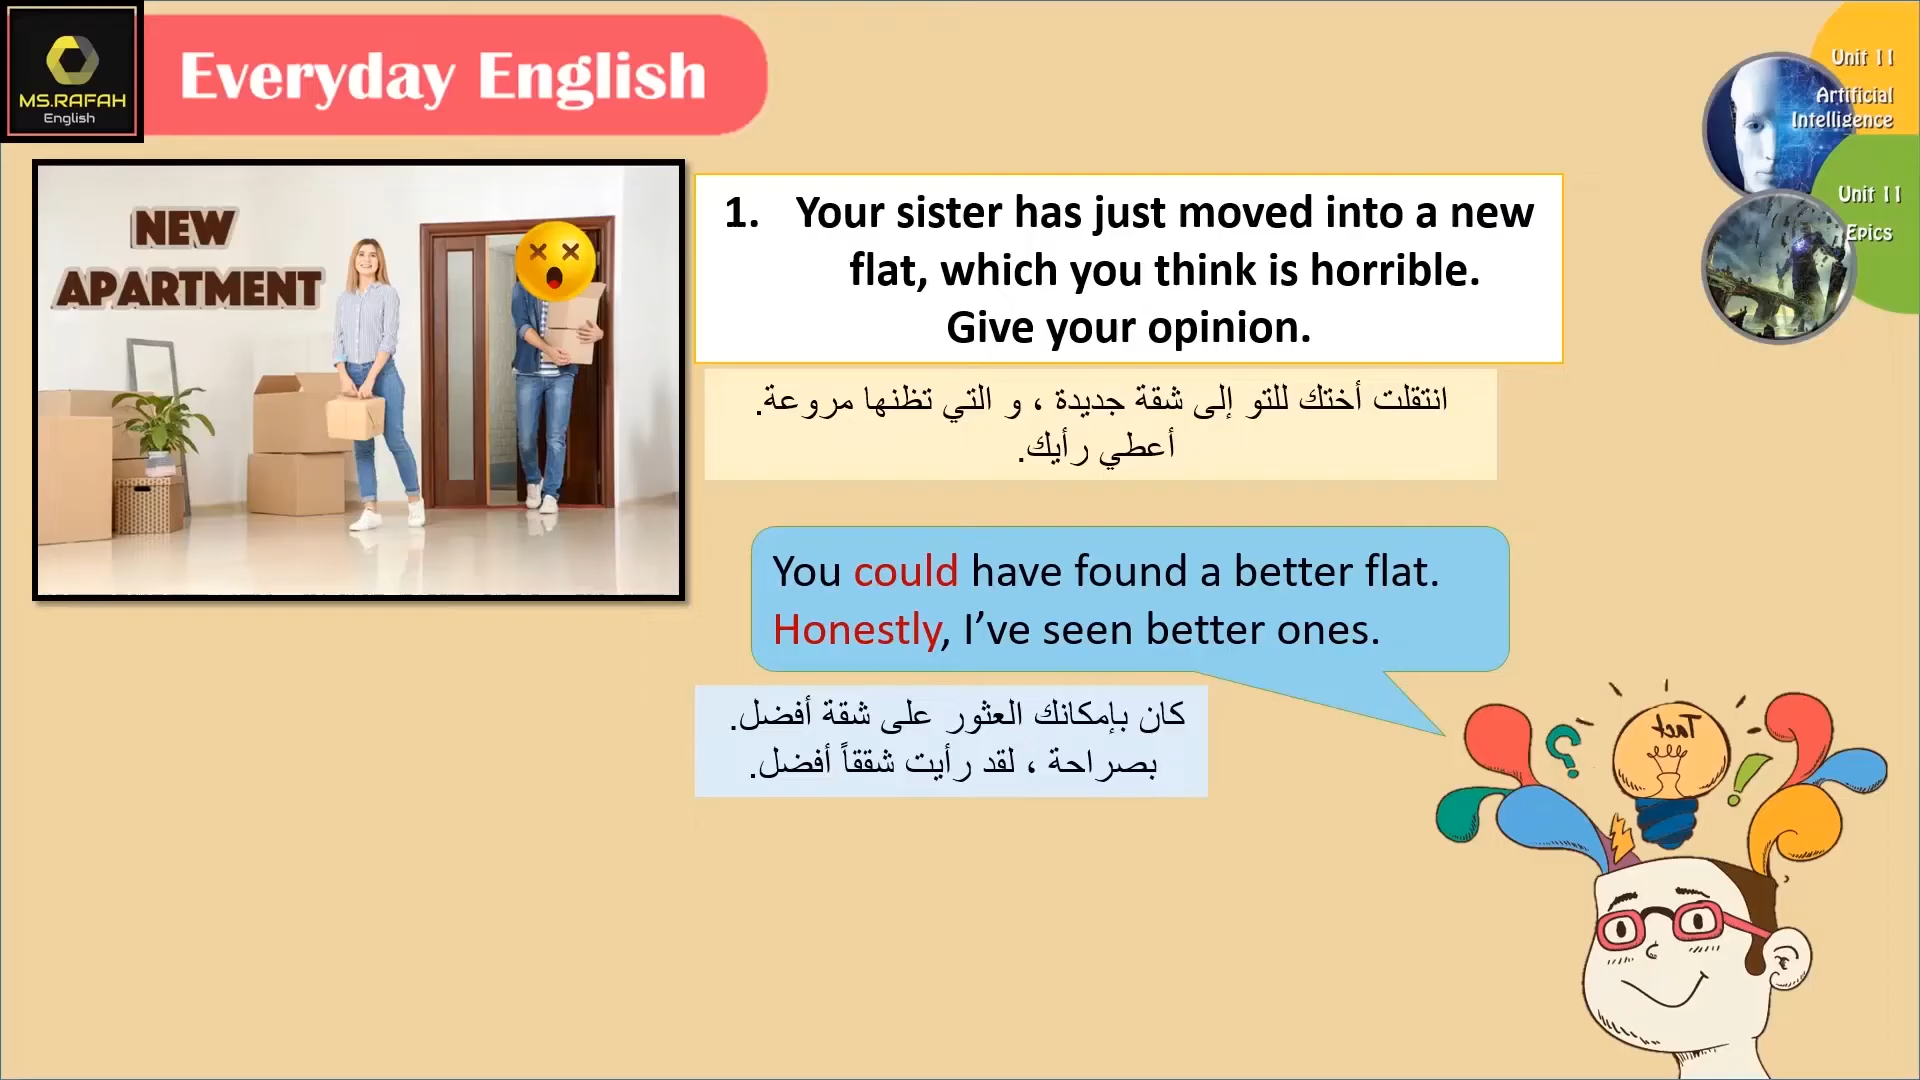 MS.RAFAH
English
Everyday English
Unit 11
Artificial
Intelligence
Unit 11
Epics
NEW
APARTMENT
1. Your sister has just moved into a new
flat, which you think is horrible.
Give your opinion.
انتقلت أختك للتو إلى شقة جديدة ، و التي تظنها مروعة.
أعطي رأيك.
You could have found a better flat.
Honestly, I’ve seen better ones.
كان بإمكانك العثور على شقة أفضل.
بصراحة ، لقد رأيت شققاً أفضل.
Tact